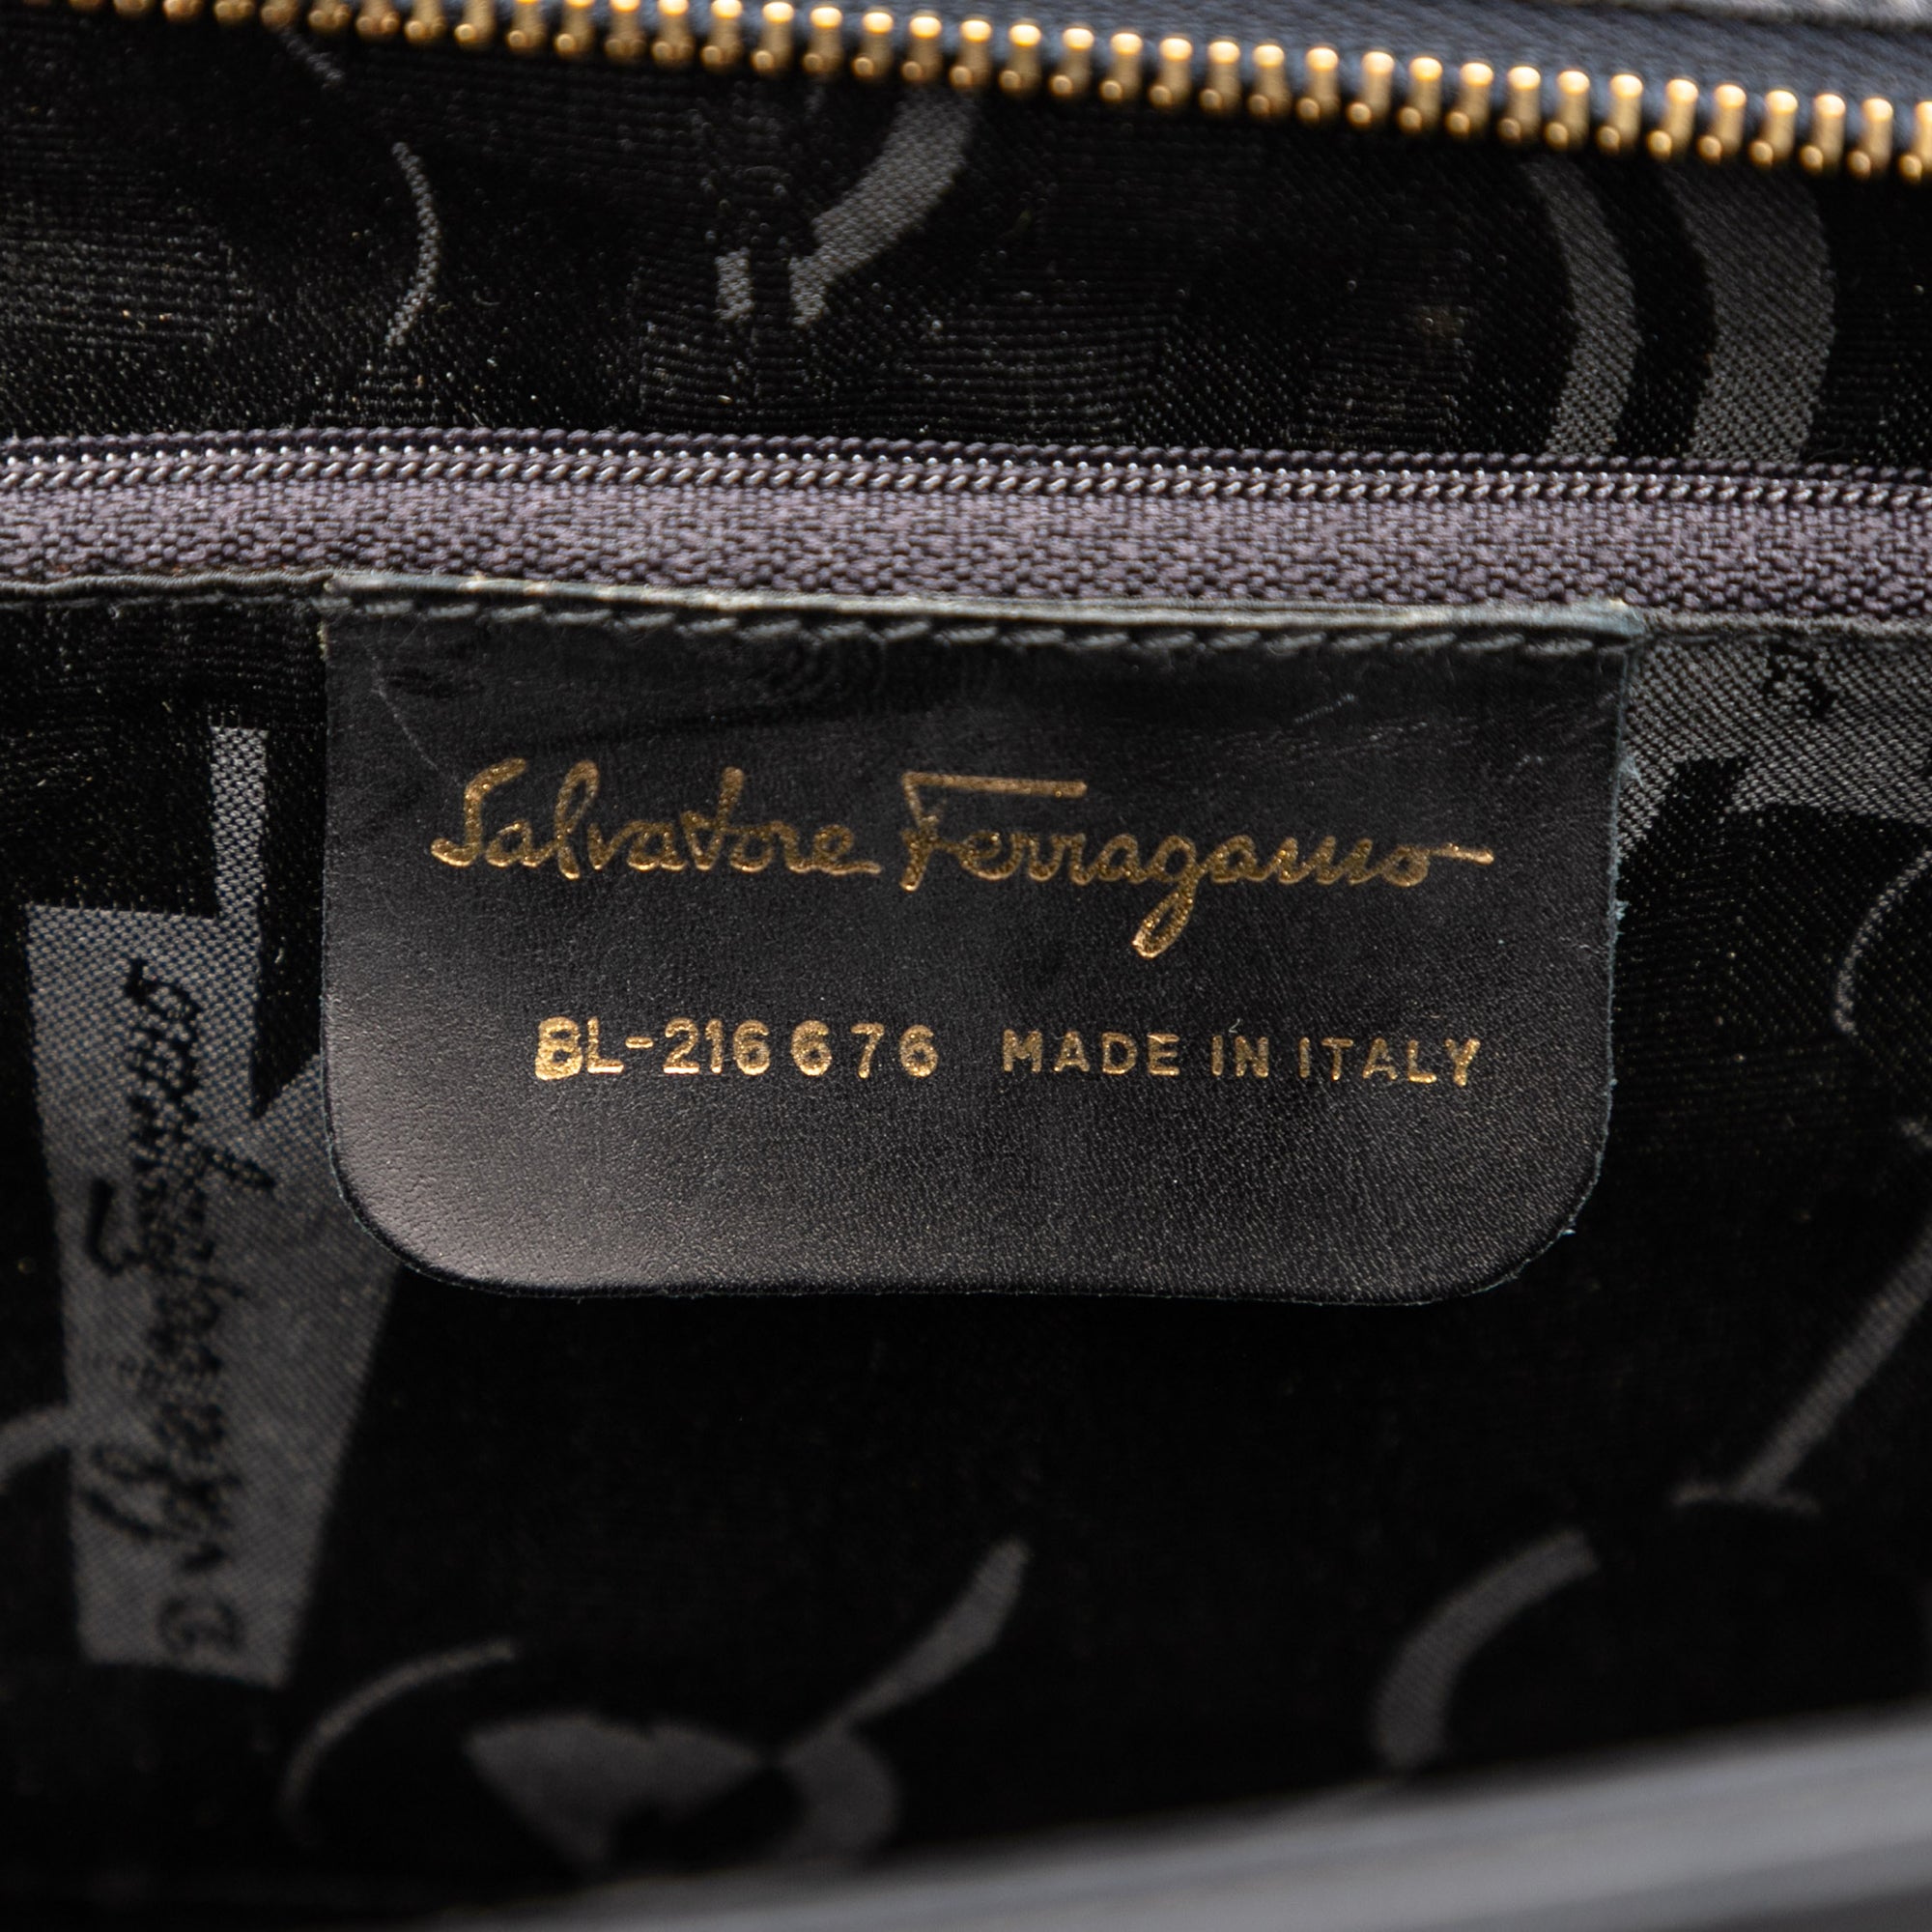 Salvatore Ferragamo
BL-216676 MADE IN ITALY